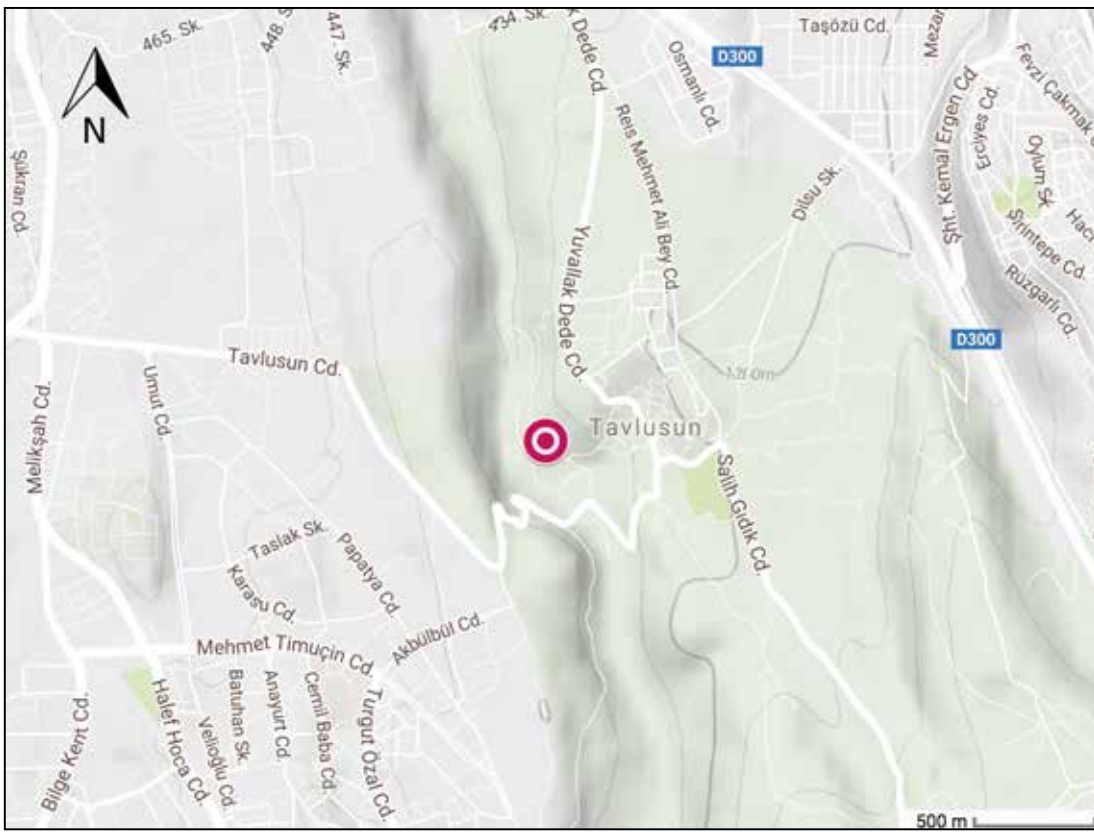 465. Sk.
448. S
447. Sk.
434. Sk.
k Dede Cd.
Osmanlı Cd.
D300
Taşözü Cd.
Mezar
Fevzi Çakmak
Şht. Kemal Ergen Cd.
Erciyes Cd.
Oylum Sk.
Hacı
Şirintepe Cd.
Rüzgarlı Cd.
N
Şükran Cd.
Reis Mehmet Ali Bey Cd.
Dilsu Sk.
Yuvallak Dede Cd.
D300
Tavlusun Cd.
Umut Cd.
Melikşah Cd.
Tavlusun
Salih Gıdık Cd.
Taslak Sk.
Papatya Cd.
Karasu Cd.
Akbülbül Cd.
Mehmet Timuçin Cd.
Bilge Kent Cd.
Halef Hoca Cd.
Velioğlu Cd.
Batuhan Sk.
Anayurt Cd.
Cemil Baba Cd.
Turgut Özal Cd.
500 m